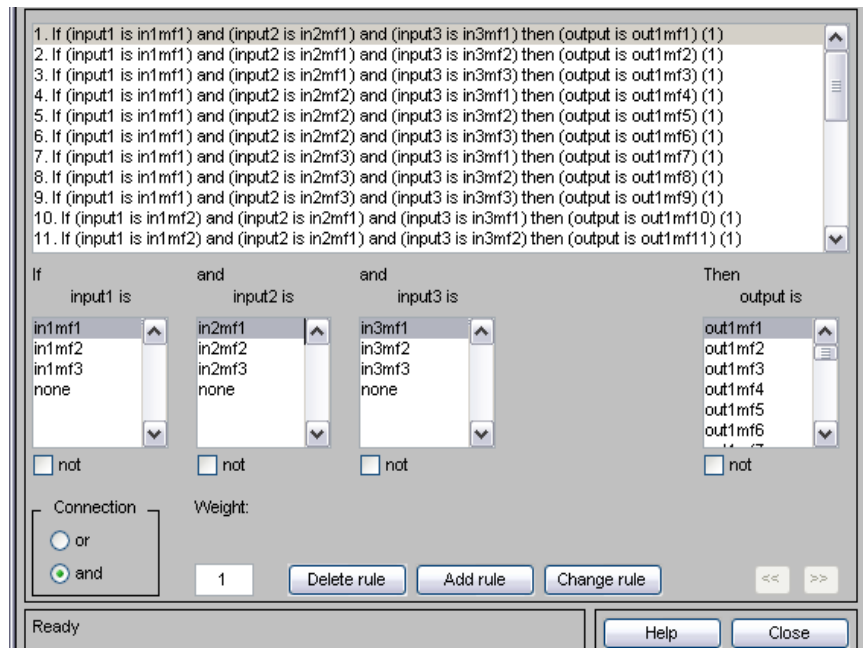 1. If (input1 is in1mf1) and (input2 is in2mf1) and (input3 is in3mf1) then (output is out1mf1) (1)
2. If (input1 is in1mf1) and (input2 is in2mf1) and (input3 is in3mf2) then (output is out1mf2) (1)
3. If (input1 is in1mf1) and (input2 is in2mf1) and (input3 is in3mf3) then (output is out1mf3) (1)
4. If (input1 is in1mf1) and (input2 is in2mf2) and (input3 is in3mf1) then (output is out1mf4) (1)
5. If (input1 is in1mf1) and (input2 is in2mf2) and (input3 is in3mf2) then (output is out1mf5) (1)
6. If (input1 is in1mf1) and (input2 is in2mf2) and (input3 is in3mf3) then (output is out1mf6) (1)
7. If (input1 is in1mf1) and (input2 is in2mf3) and (input3 is in3mf1) then (output is out1mf7) (1)
8. If (input1 is in1mf1) and (input2 is in2mf3) and (input3 is in3mf2) then (output is out1mf8) (1)
9. If (input1 is in1mf1) and (input2 is in2mf3) and (input3 is in3mf3) then (output is out1mf9) (1)
10. If (input1 is in1mf2) and (input2 is in2mf1) and (input3 is in3mf1) then (output is out1mf10) (1)
11. If (input1 is in1mf2) and (input2 is in2mf1) and (input3 is in3mf2) then (output is out1mf11) (1)
If and and Then
input1 is input2 is input3 is output is
in1mf1 in2mf1 in3mf1 out1mf1
in1mf2 in2mf2 in3mf2 out1mf2
in1mf3 in2mf3 in3mf3 out1mf3
none none none out1mf4
out1mf5
out1mf6
not not not not
Connection Weight:
or
and 1 Delete rule Add rule Change rule << >>
Ready Help Close